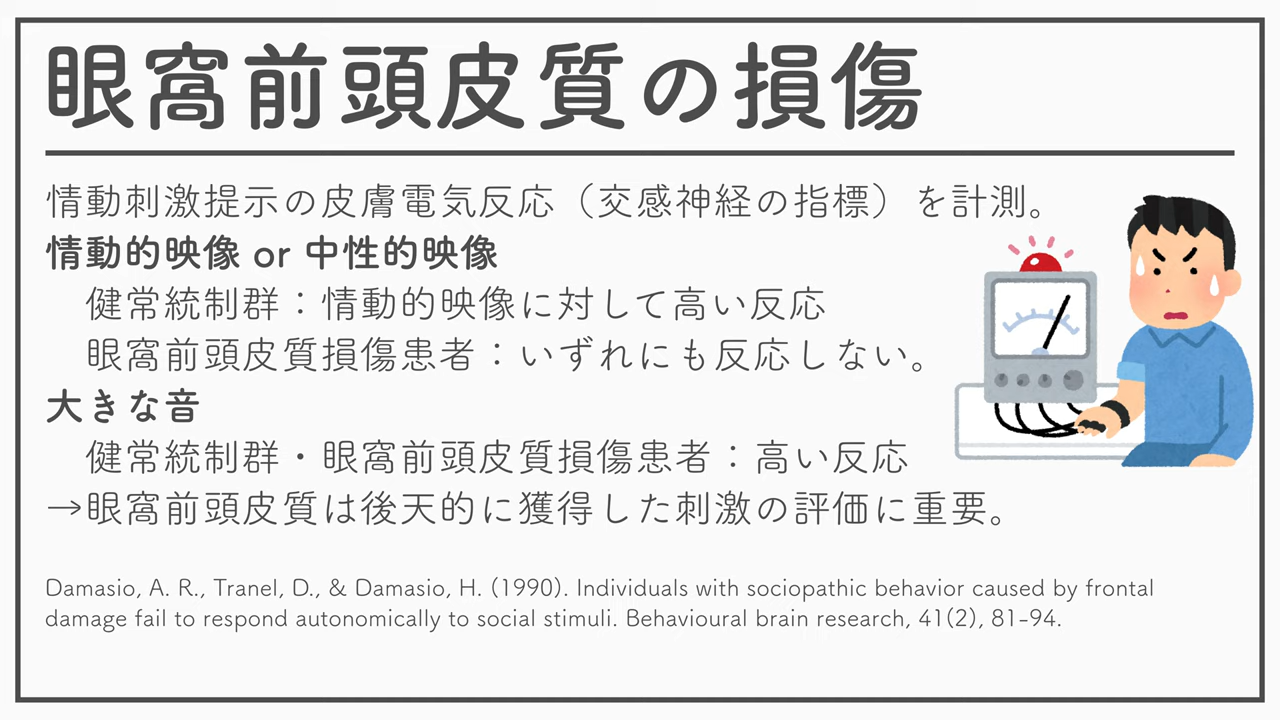 眼窩前頭皮質の損傷
情動刺激提示の皮膚電気反応（交感神経の指標）を計測。
情動的映像 or 中性的映像
健常統制群：情動的映像に対して高い反応
眼窩前頭皮質損傷患者：いずれにも反応しない。
大きな音
健常統制群・眼窩前頭皮質損傷患者：高い反応
→眼窩前頭皮質は後天的に獲得した刺激の評価に重要。
Damasio, A. R., Tranel, D., & Damasio, H. (1990). Individuals with sociopathic behavior caused by frontal
damage fail to respond autonomically to social stimuli. Behavioural brain research, 41(2), 81-94.